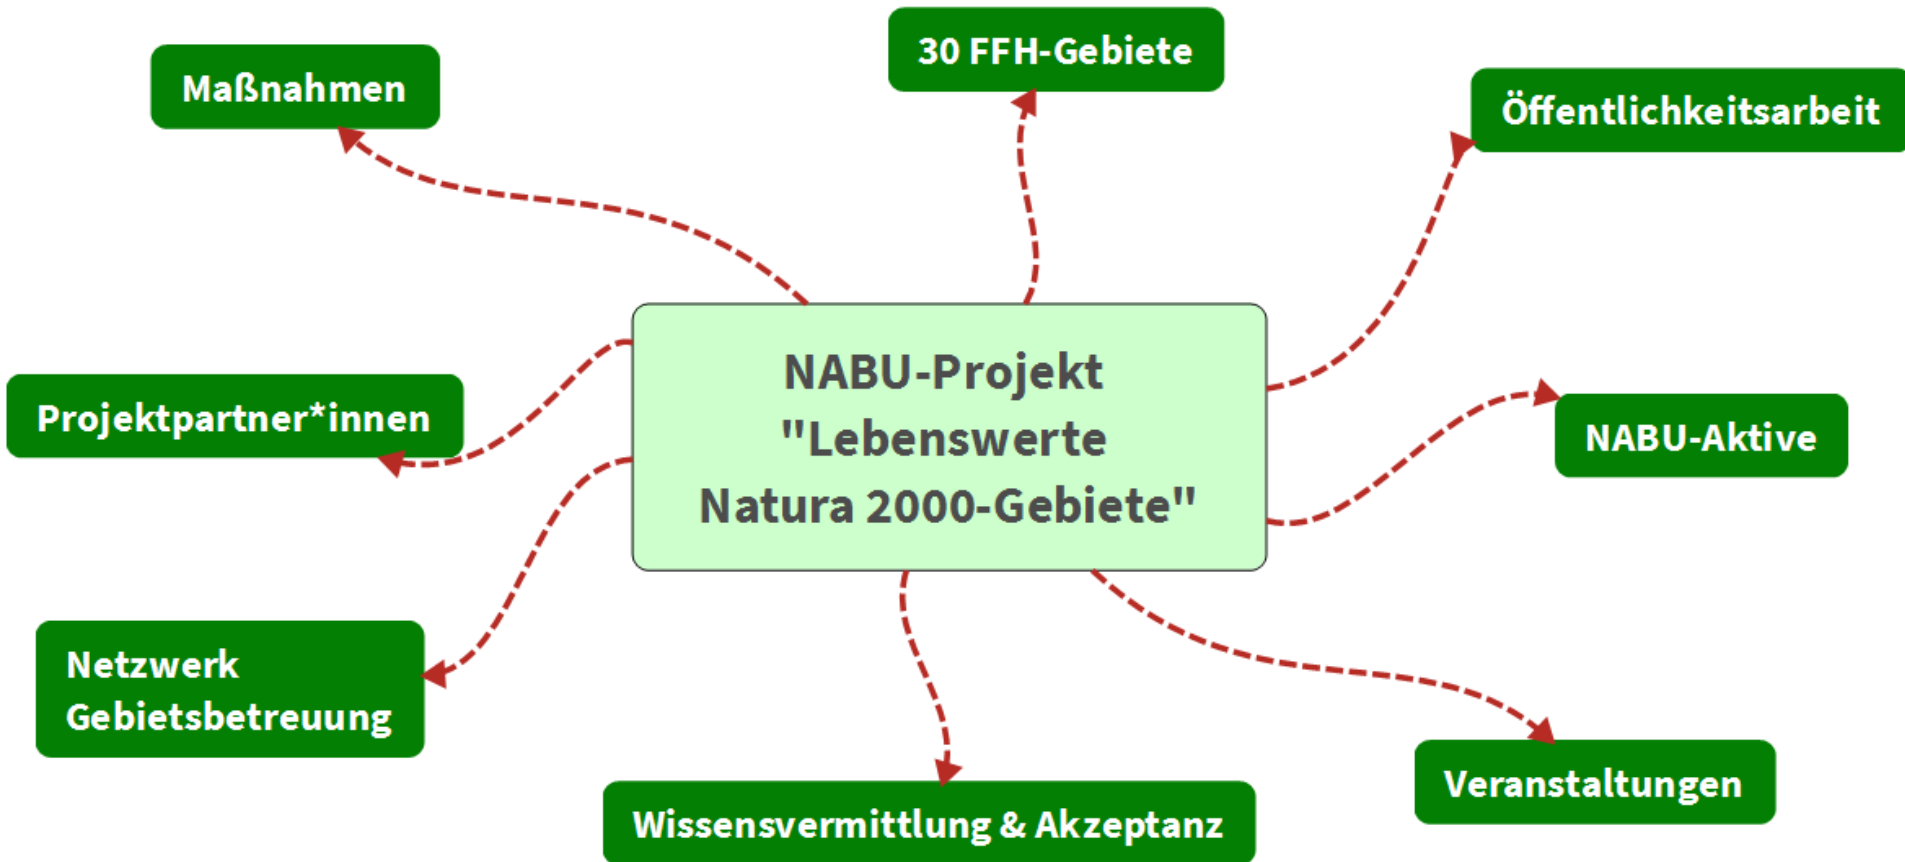 30 FFH-Gebiete
Maßnahmen
Öffentlichkeitsarbeit
NABU-Projekt
"Lebenswerte
Natura 2000-Gebiete"
Projektpartner*innen
NABU-Aktive
Netzwerk
Gebietsbetreuung
Veranstaltungen
Wissensvermittlung & Akzeptanz